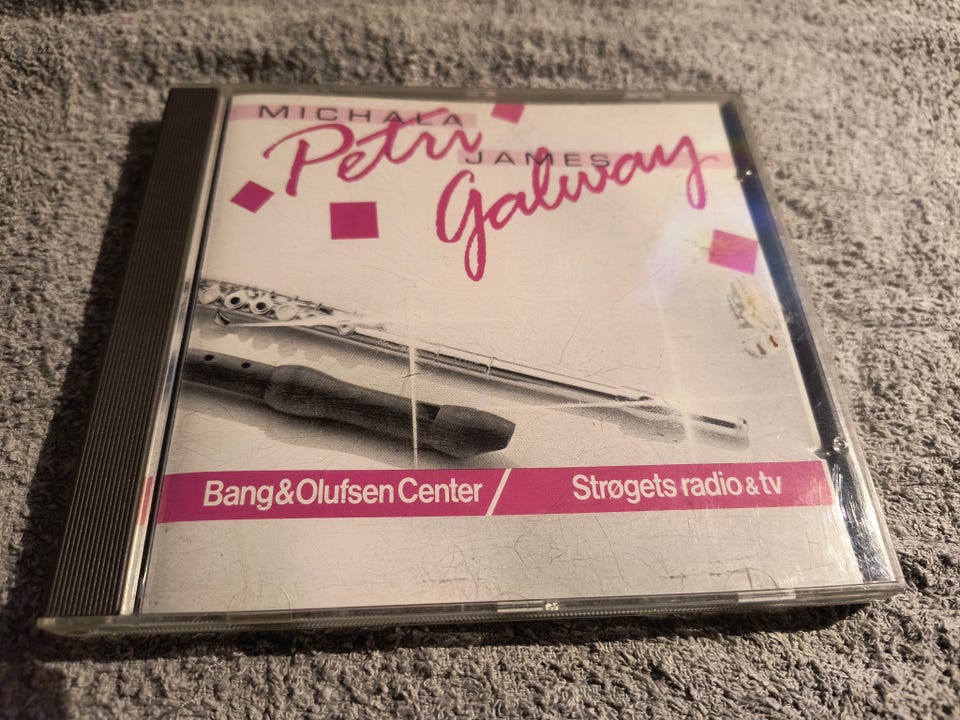 MICHALA
Petri
JAMES
Galway
Bang&Olufsen Center / Strøgets radio & tv